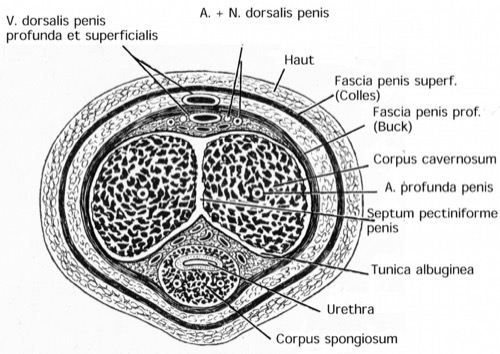 V. dorsalis penis
profunda et superficialis
A. + N. dorsalis penis
Haut
Fascia penis superf.
(Colles)
Fascia penis prof.
(Buck)
Corpus cavernosum
A. profunda penis
Septum pectiniforme
penis
Tunica albuginea
Urethra
Corpus spongiosum